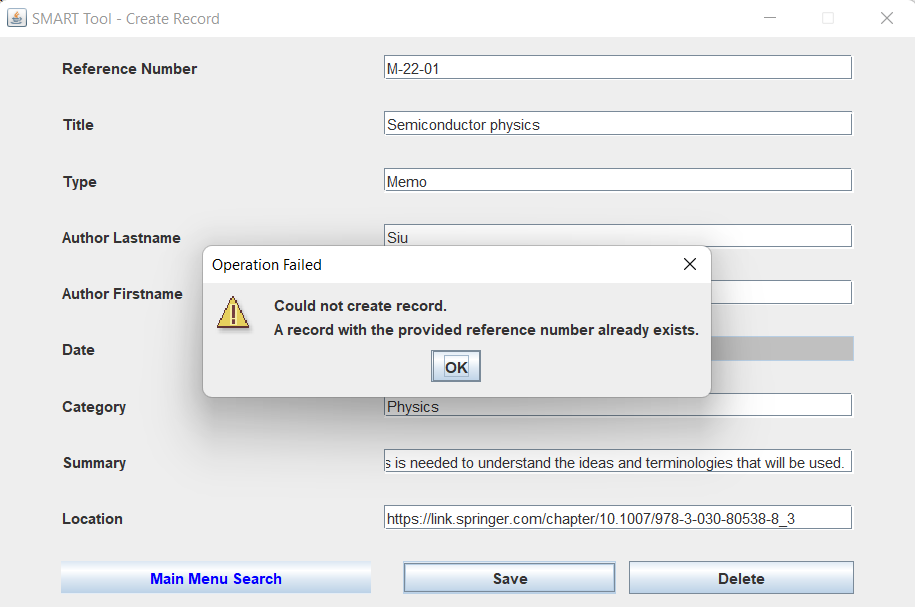 SMART Tool - Create Record
Reference Number M-22-01
Title Semiconductor physics
Type Memo
Author Lastname Siu
Operation Failed
Author Firstname
Could not create record.
A record with the provided reference number already exists.
Date
OK
Category Physics
Summary s is needed to understand the ideas and terminologies that will be used.
Location https://link.springer.com/chapter/10.1007/978-3-030-80538-8_3
Main Menu Search Save Delete